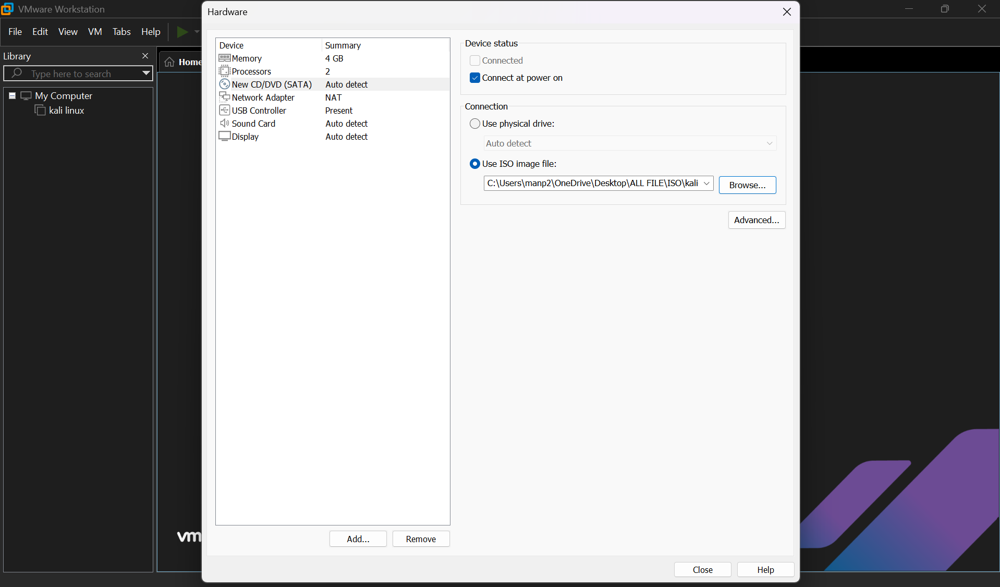 VMware Workstation
File Edit View VM Tabs Help
Library
Home
Type here to search
My Computer
kali linux
vm
Hardware
Device Summary
Memory 4 GB
Processors 2
New CD/DVD (SATA) Auto detect
Network Adapter NAT
USB Controller Present
Sound Card Auto detect
Display Auto detect
Add... Remove
Device status
Connected
Connect at power on
Connection
Use physical drive:
Auto detect
Use ISO image file:
C:\Users\manp2\OneDrive\Desktop\ALL FILE\ISO\kali
Browse...
Advanced...
Close Help